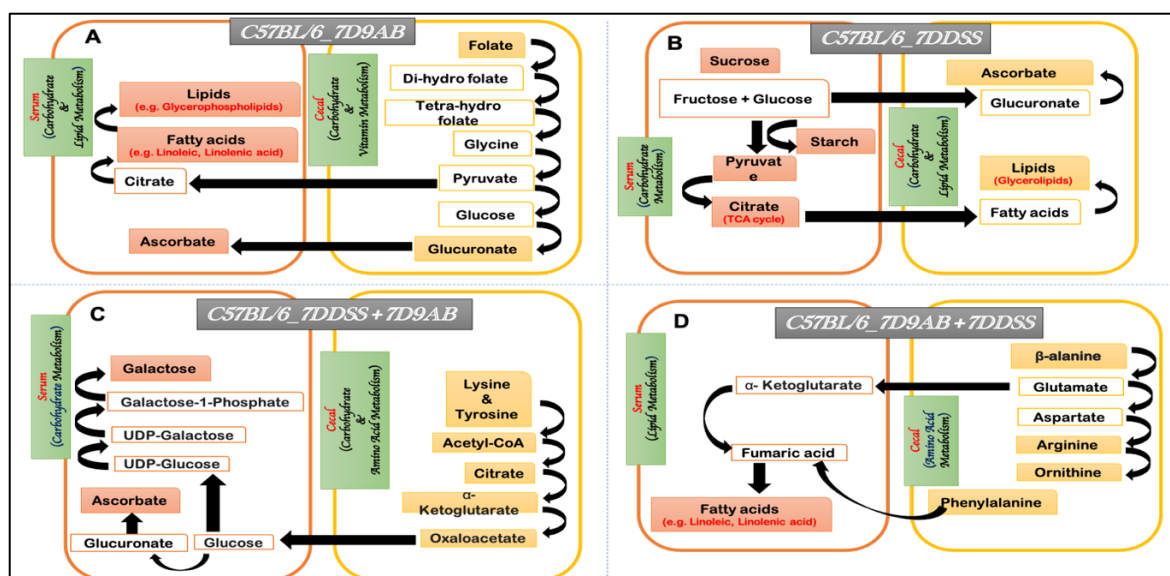 A
C57BL/6_7D9AB
Serum
(Carbohydrate
&
Lipid Metabolism)
Lipids
(e.g. Glycerophospholipids)
Fatty acids
(e.g. Linoleic, Linolenic acid)
Citrate
Ascorbate
Cecal
(Carbohydrate
&
Vitamin Metabolism)
Folate
Di-hydro folate
Tetra-hydro
folate
Glycine
Pyruvate
Glucose
Glucuronate
B
C57BL/6_7DDSS
Serum
(Carbohydrate
Metabolism)
Sucrose
Fructose + Glucose
Starch
Pyruvat
e
Citrate
(TCA cycle)
Cecal
(Carbohydrate
&
Lipid Metabolism)
Ascorbate
Glucuronate
Lipids
(Glycerolipids)
Fatty acids
C
C57BL/6_7DDSS + 7D9AB
Serum
(Carbohydrate Metabolism)
Galactose
Galactose-1-Phosphate
UDP-Galactose
UDP-Glucose
Ascorbate
Glucuronate
Glucose
Cecal
(Carbohydrate
&
Amino Acid Metabolism)
Lysine
&
Tyrosine
Acetyl-CoA
Citrate
α-
Ketoglutarate
Oxaloacetate
D
C57BL/6_7D9AB + 7DDSS
Serum
(Lipid Metabolism)
α- Ketoglutarate
Fumaric acid
Fatty acids
(e.g. Linoleic, Linolenic acid)
Cecal
(Amino Acid
Metabolism)
β-alanine
Glutamate
Aspartate
Arginine
Ornithine
Phenylalanine